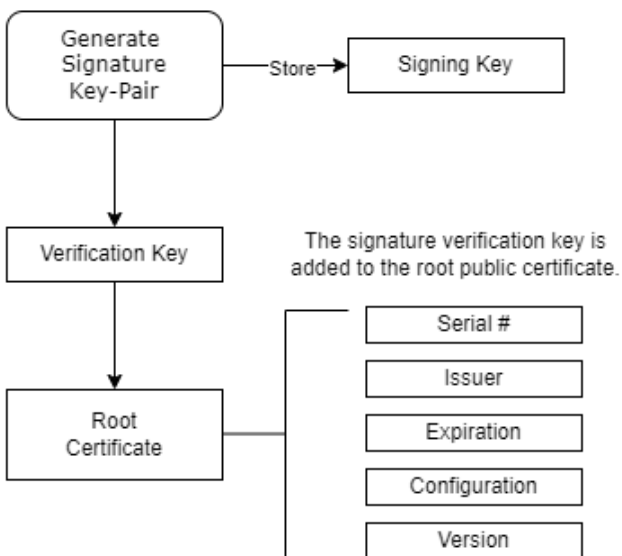 Generate
Signature
Key-Pair
Store
Signing Key
Verification Key
The signature verification key is
added to the root public certificate.
Serial #
Issuer
Root
Certificate
Expiration
Configuration
Version